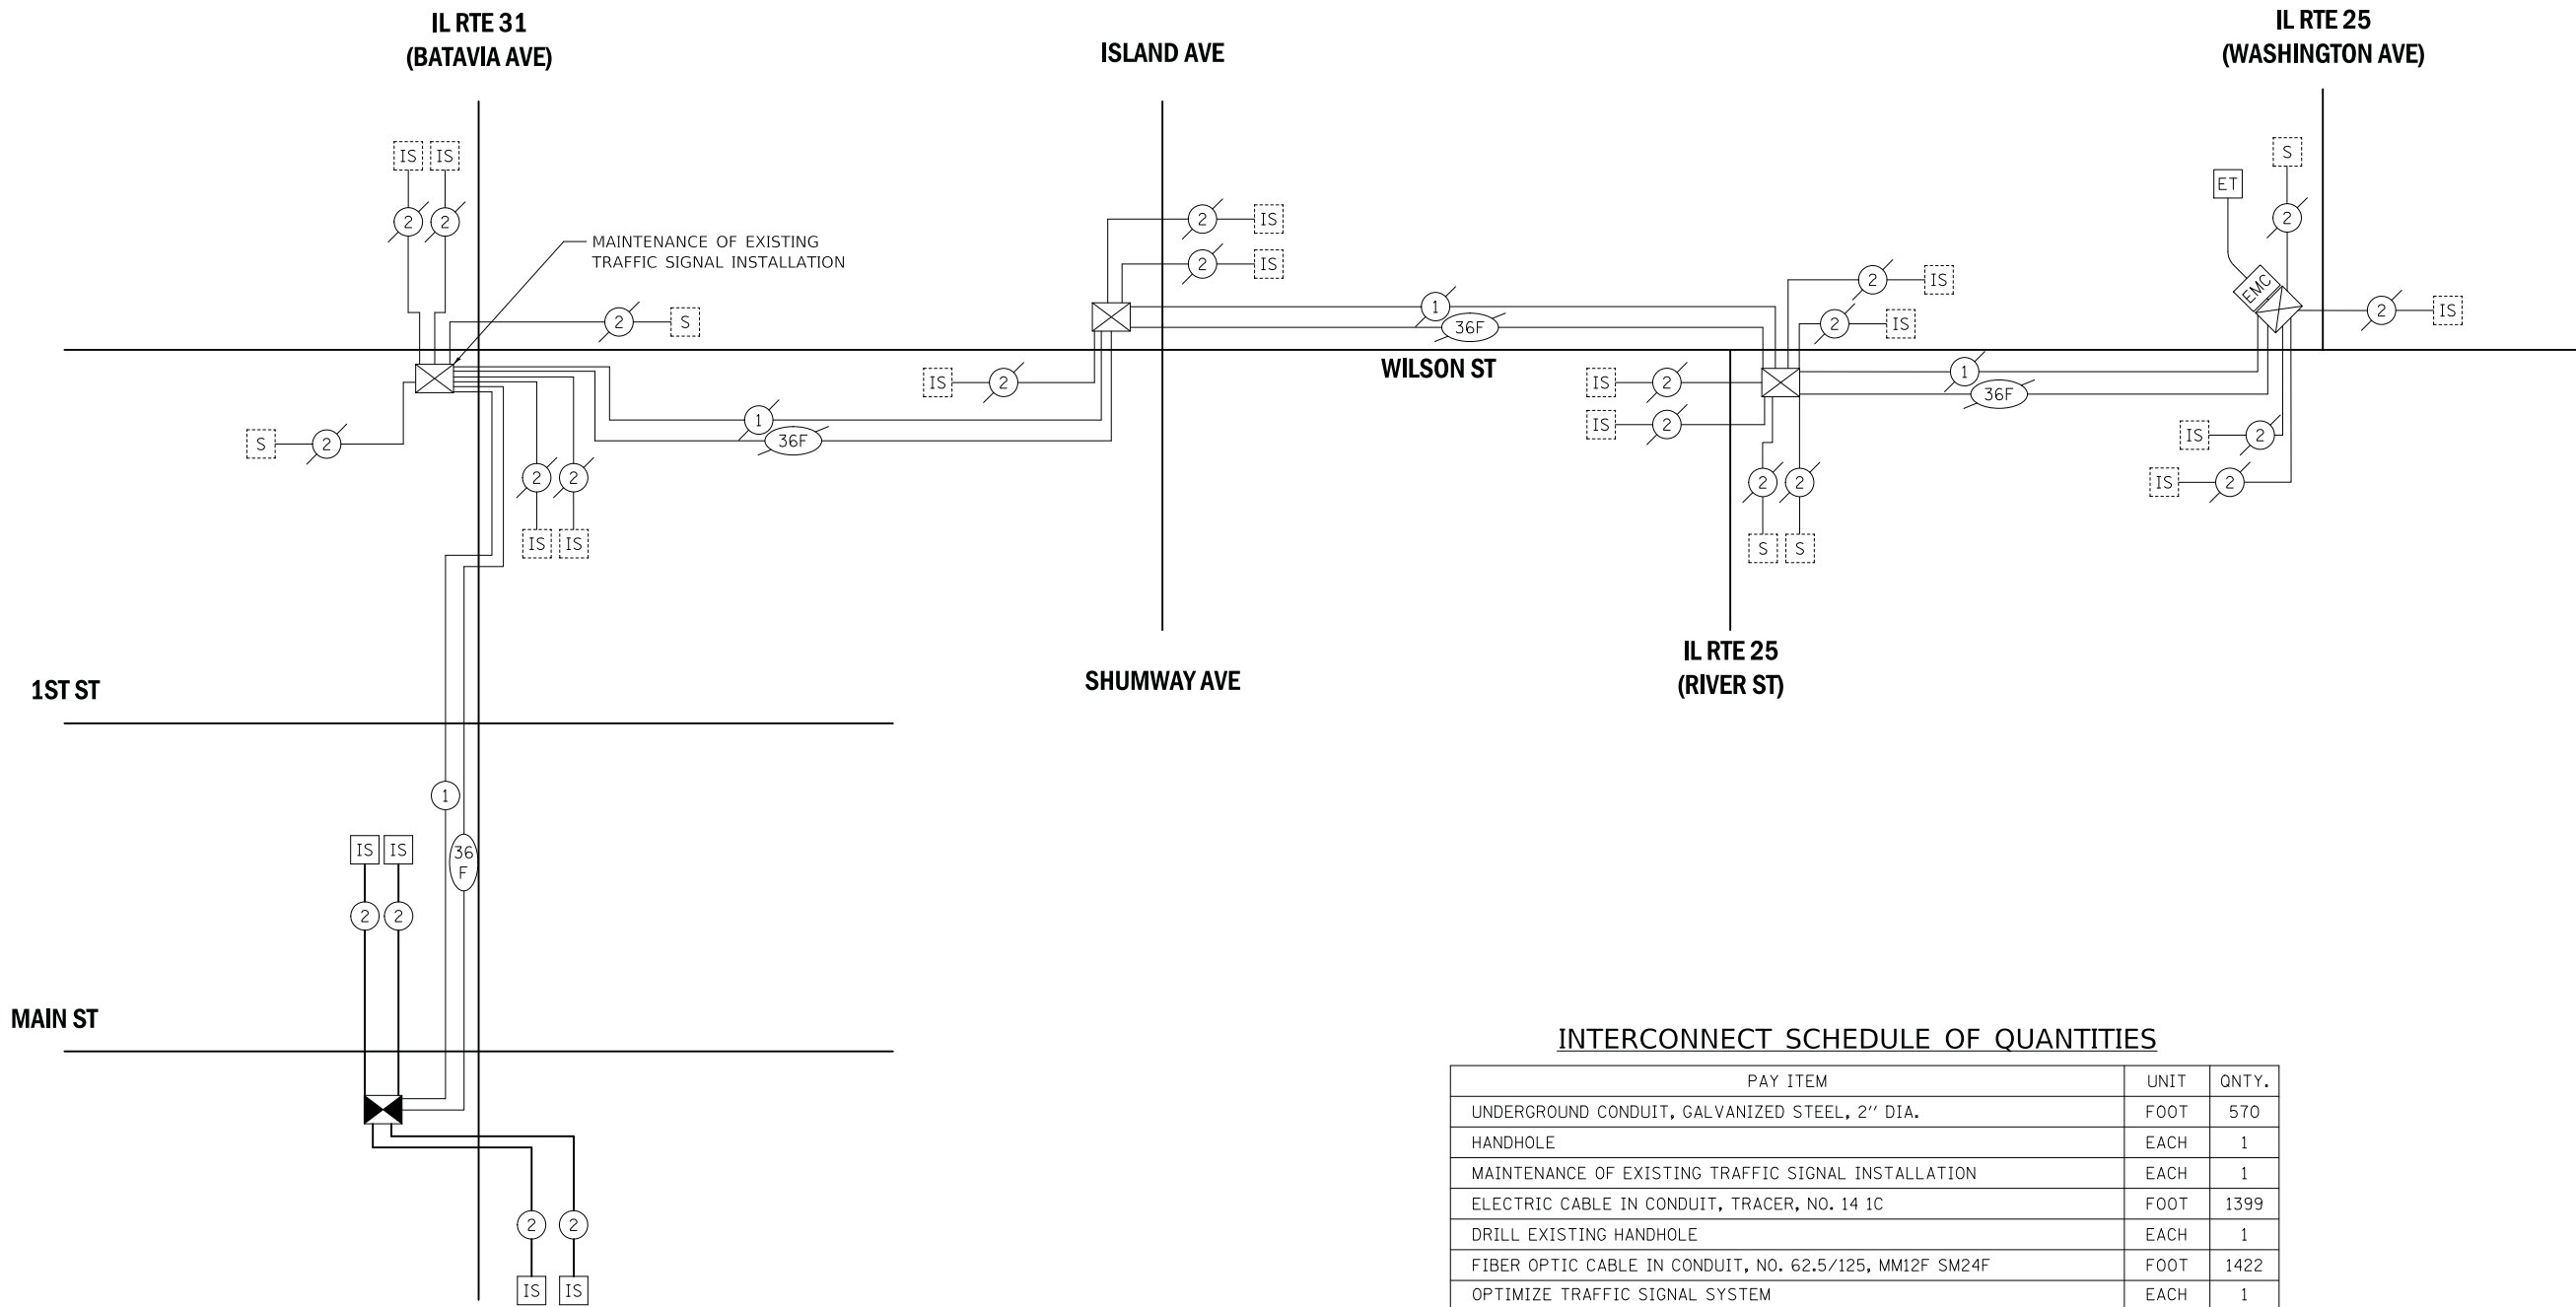 IL RTE 31
(BATAVIA AVE)
ISLAND AVE
IL RTE 25
(WASHINGTON AVE)
IS IS
S
ET
2 2
2 IS
2
MAINTENANCE OF EXISTING
TRAFFIC SIGNAL INSTALLATION
2 IS
2 IS
EMC
2 S
1
2 IS
2 IS
36F
WILSON ST
1
IS 2
IS 2
36F
1
IS 2
IS 2
S 2
36F
2 2
2 2
IS 2
IS IS
S S
IL RTE 25
(RIVER ST)
SHUMWAY AVE
1ST ST
1
IS IS
36
F
2 2
MAIN ST
2 2
IS IS
INTERCONNECT SCHEDULE OF QUANTITIES
PAY ITEM UNIT QNTY.
UNDERGROUND CONDUIT, GALVANIZED STEEL, 2" DIA. FOOT 570
HANDHOLE EACH 1
MAINTENANCE OF EXISTING TRAFFIC SIGNAL INSTALLATION EACH 1
ELECTRIC CABLE IN CONDUIT, TRACER, NO. 14 1C FOOT 1399
DRILL EXISTING HANDHOLE EACH 1
FIBER OPTIC CABLE IN CONDUIT, NO. 62.5/125, MM12F SM24F FOOT 1422
OPTIMIZE TRAFFIC SIGNAL SYSTEM EACH 1